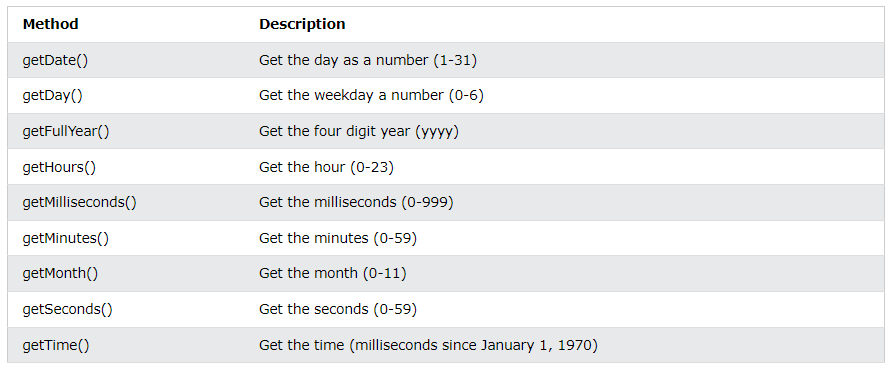 Method Description
getDate() Get the day as a number (1-31)
getDay() Get the weekday a number (0-6)
getFullYear() Get the four digit year (yyyy)
getHours() Get the hour (0-23)
getMilliseconds() Get the milliseconds (0-999)
getMinutes() Get the minutes (0-59)
getMonth() Get the month (0-11)
getSeconds() Get the seconds (0-59)
getTime() Get the time (milliseconds since January 1, 1970)